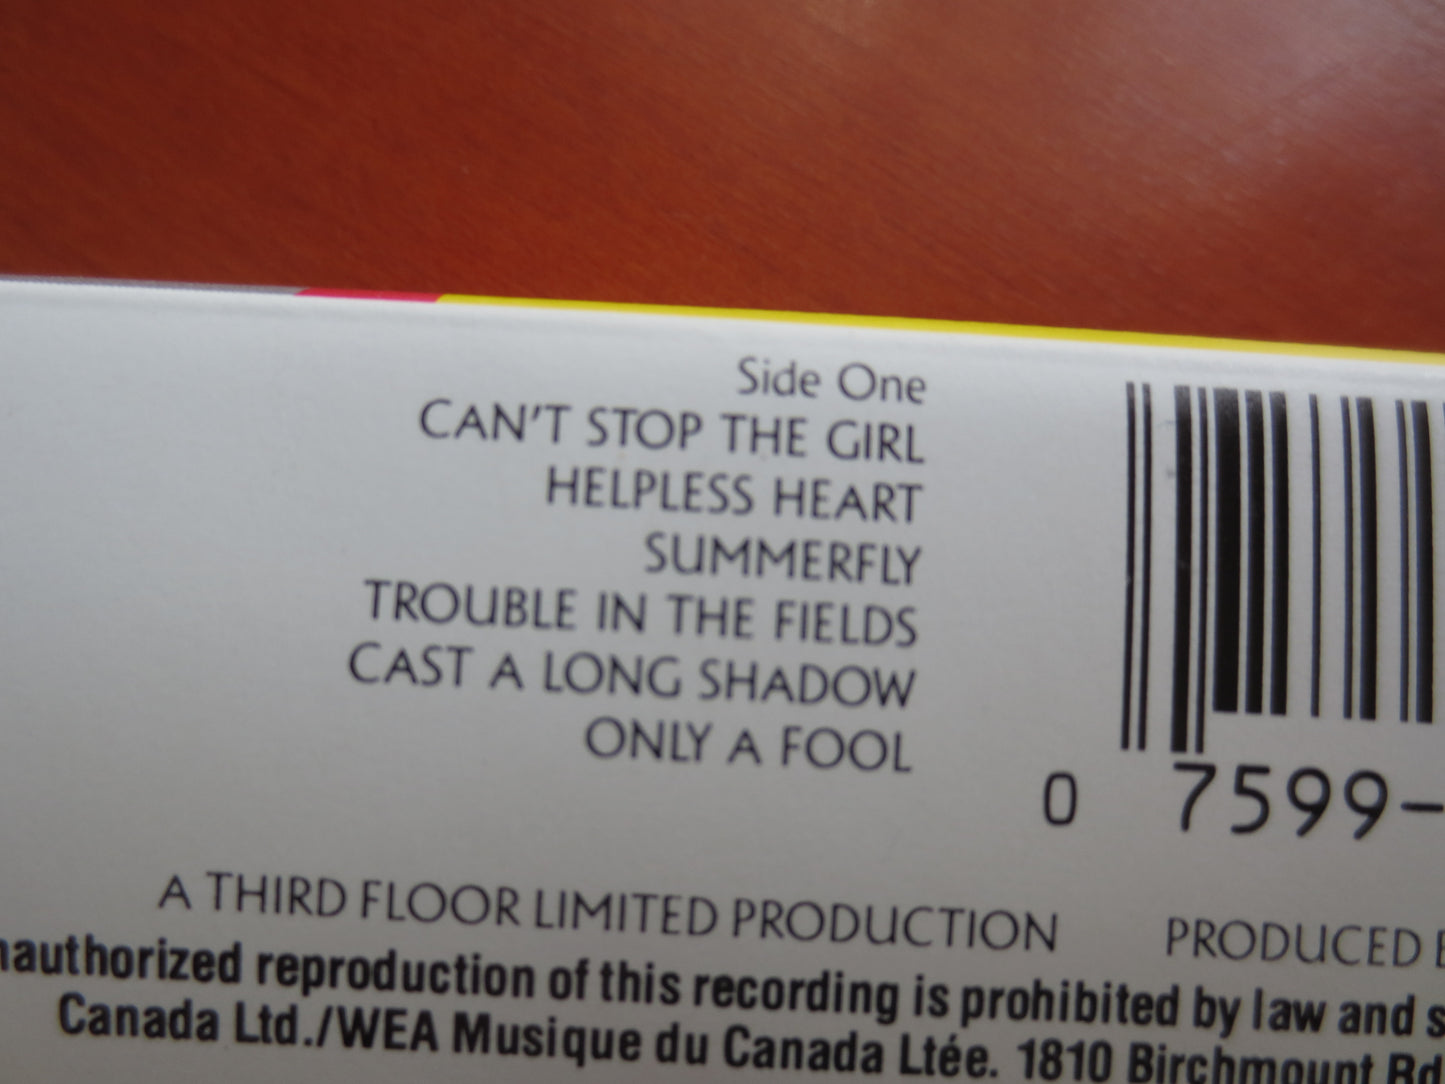 Side One
CAN'T STOP THE GIRL
HELPLESS HEART
SUMMERFLY
TROUBLE IN THE FIELDS
CAST A LONG SHADOW
ONLY A FOOL
0 7599-
A THIRD FLOOR LIMITED PRODUCTION PRODUCED
reproduction of this recording is prohibited by law and
Canada Ltd./WEA Musique du Canada Ltée. 1810 Birchmount Rd